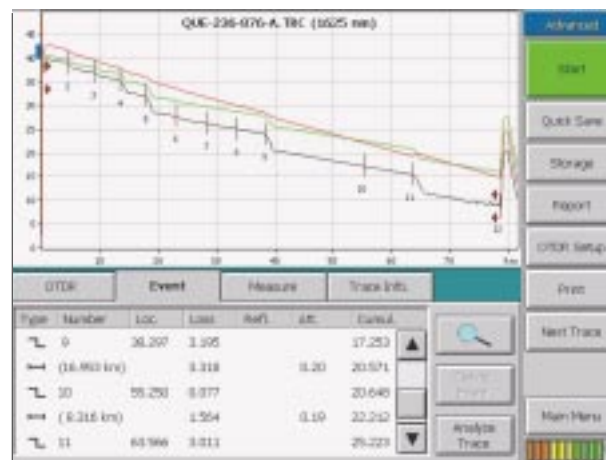 QUE-236-076-A.TRC (1625 nm)
Advanced
Start
Quick Save
Storage
Report
OTDR Setup
Print
Next Trace
Main Menu
OTDR Event Measure Trace Info.
Type Number Loc. Loss Refl. Att. Cumul.
9 38.297 3.195 17.253
(16.953 km) 3.318 0.20 20.571
10 55.250 0.077 20.648
(8.316 km) 1.564 0.19 22.212
11 63.566 3.011 25.223
Analyze
Trace